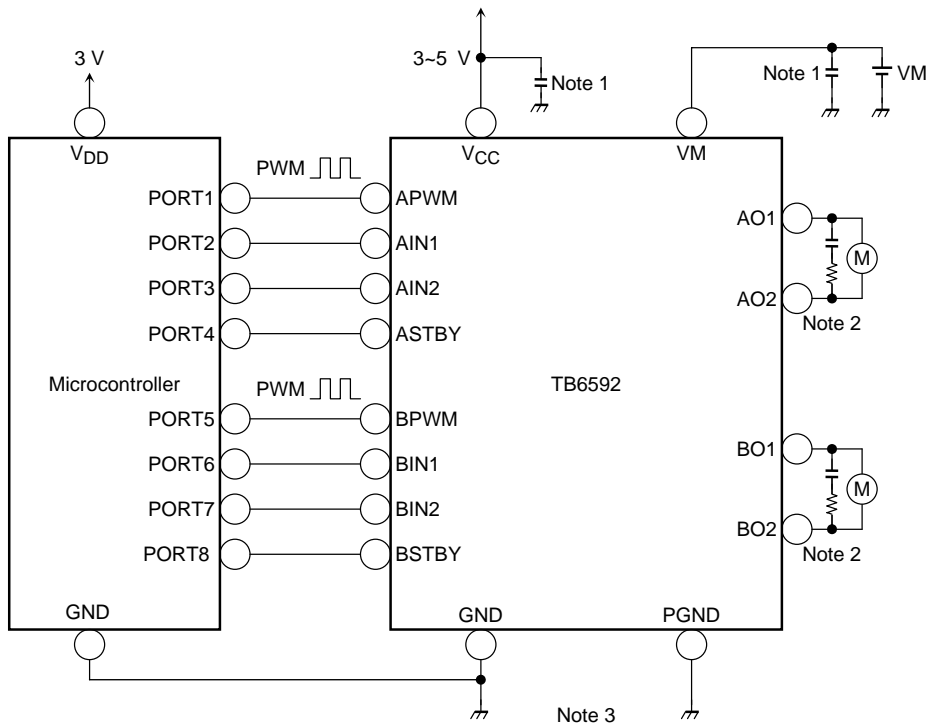 3 V
3~5 V
Note 1
Note 1
VM
VDD
VCC
VM
PWM
PORT1
APWM
AO1
PORT2
AIN1
M
PORT3
AIN2
AO2
PORT4
ASTBY
Note 2
Microcontroller
PWM
TB6592
PORT5
BPWM
BO1
PORT6
BIN1
M
PORT7
BIN2
BO2
PORT8
BSTBY
Note 2
GND
GND
PGND
Note 3